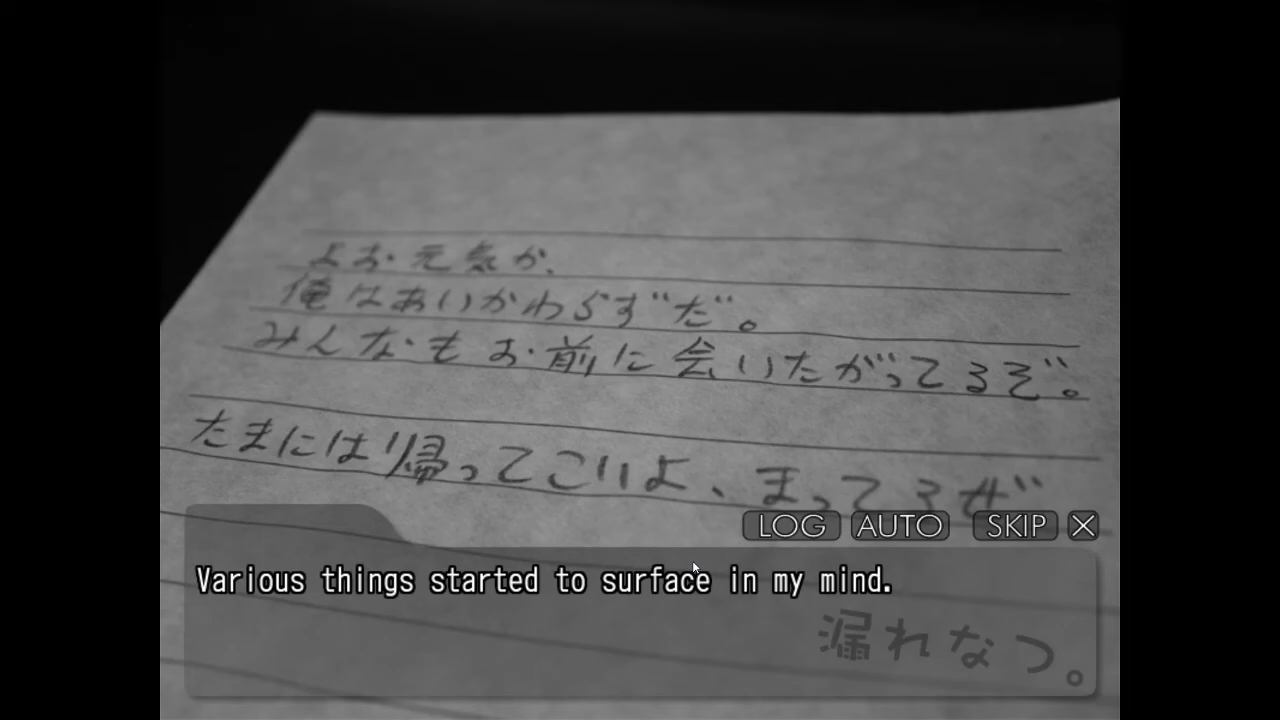 よお元気か、
俺はあいかわらずだ。
みんなもお前に会いたがってるぞ。
たまには帰ってこいよ、まってるぜ
LOG AUTO SKIP X
Various things started to surface in my mind.
漏れなつ。